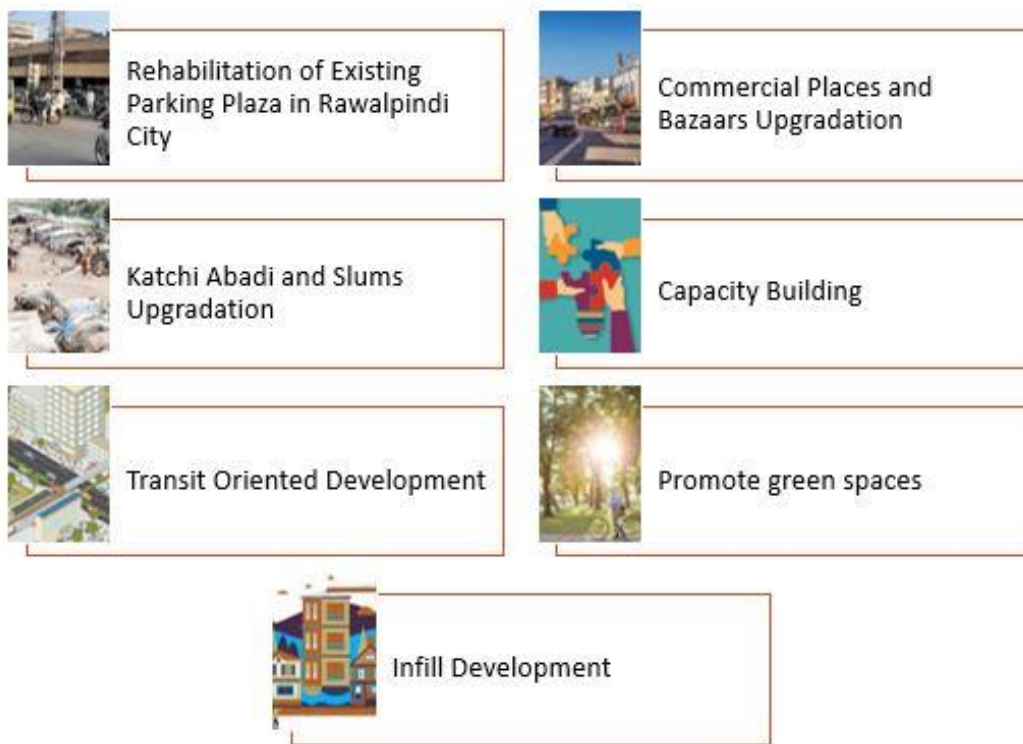 Rehabilitation of Existing
Parking Plaza in Rawalpindi
City
Commercial Places and
Bazaars Upgradation
Katchi Abadi and Slums
Upgradation
Capacity Building
Transit Oriented Development
Promote green spaces
Infill Development